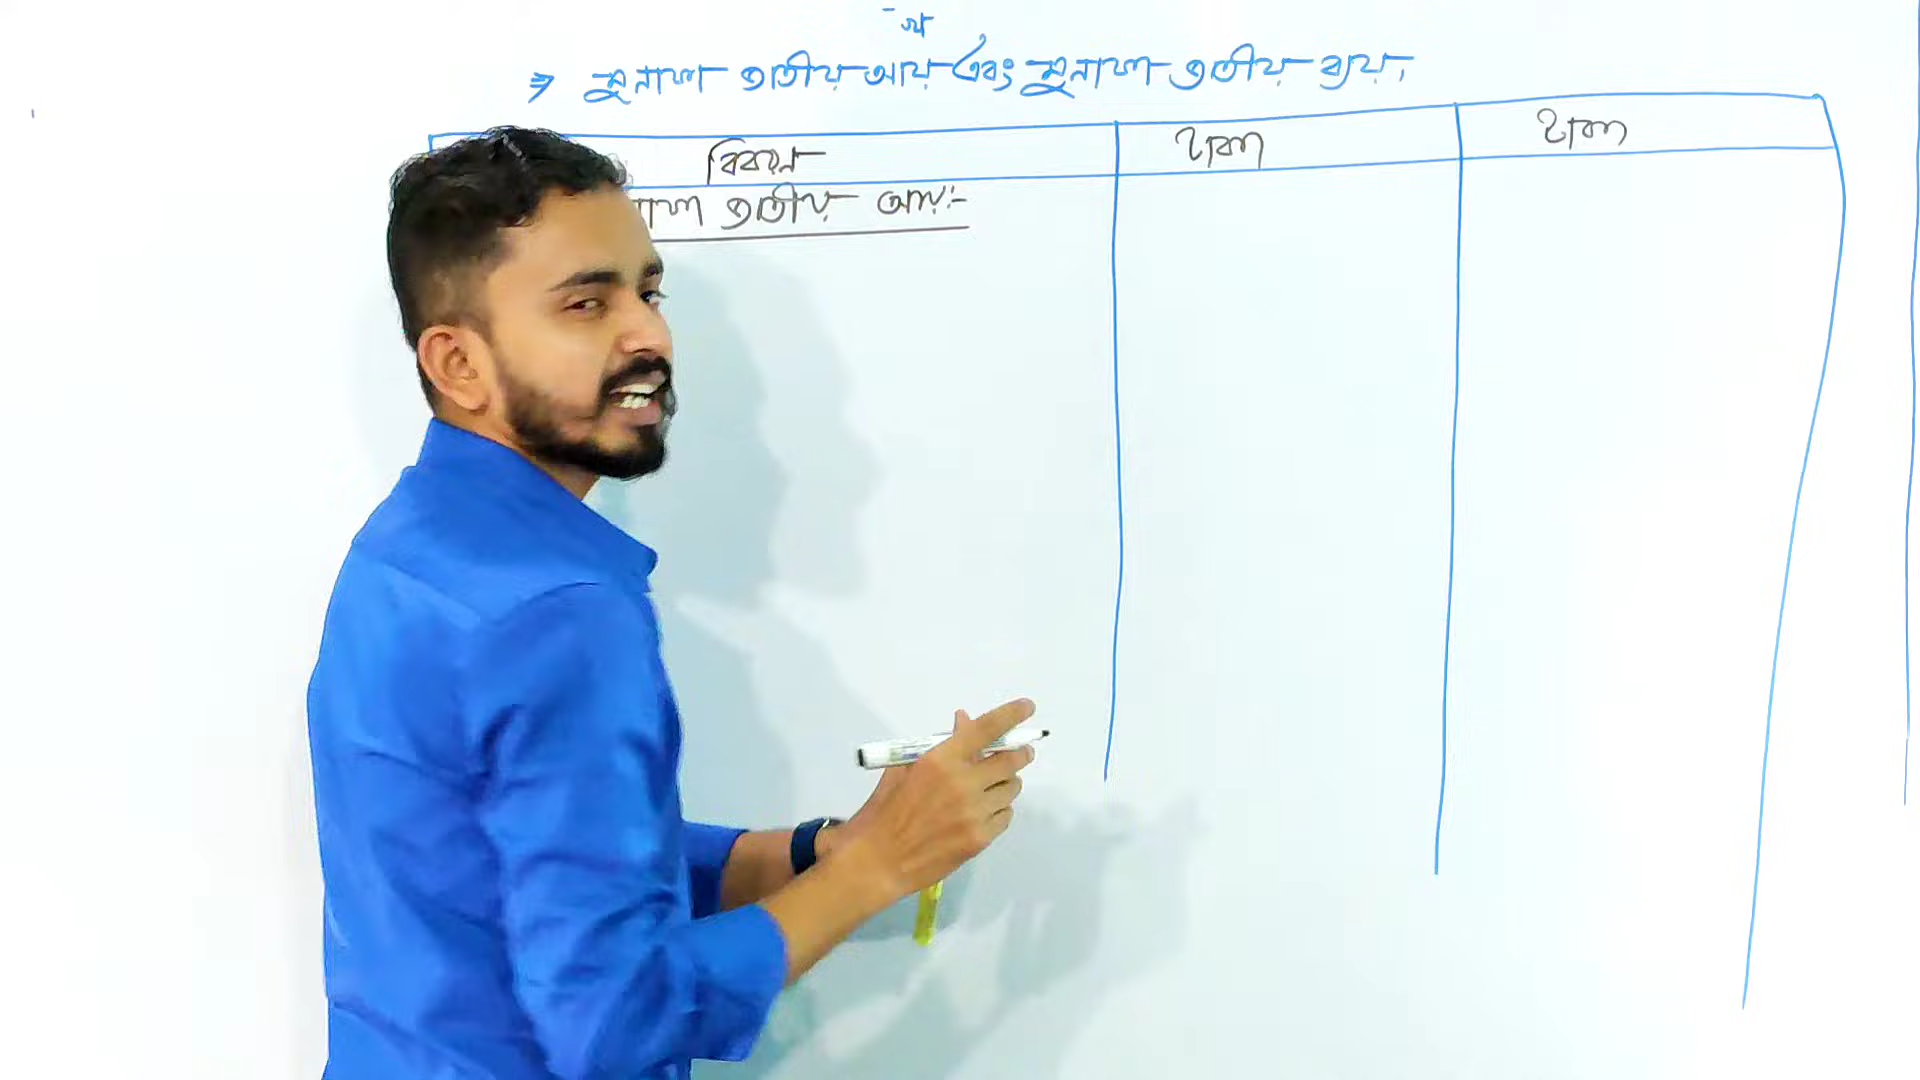 খ
⇒ মুনাফা জাতীয় আয় এবং মুনাফা জাতীয় ব্যয়।
বিবরণ টাকা টাকা
জাতীয় আয়:-